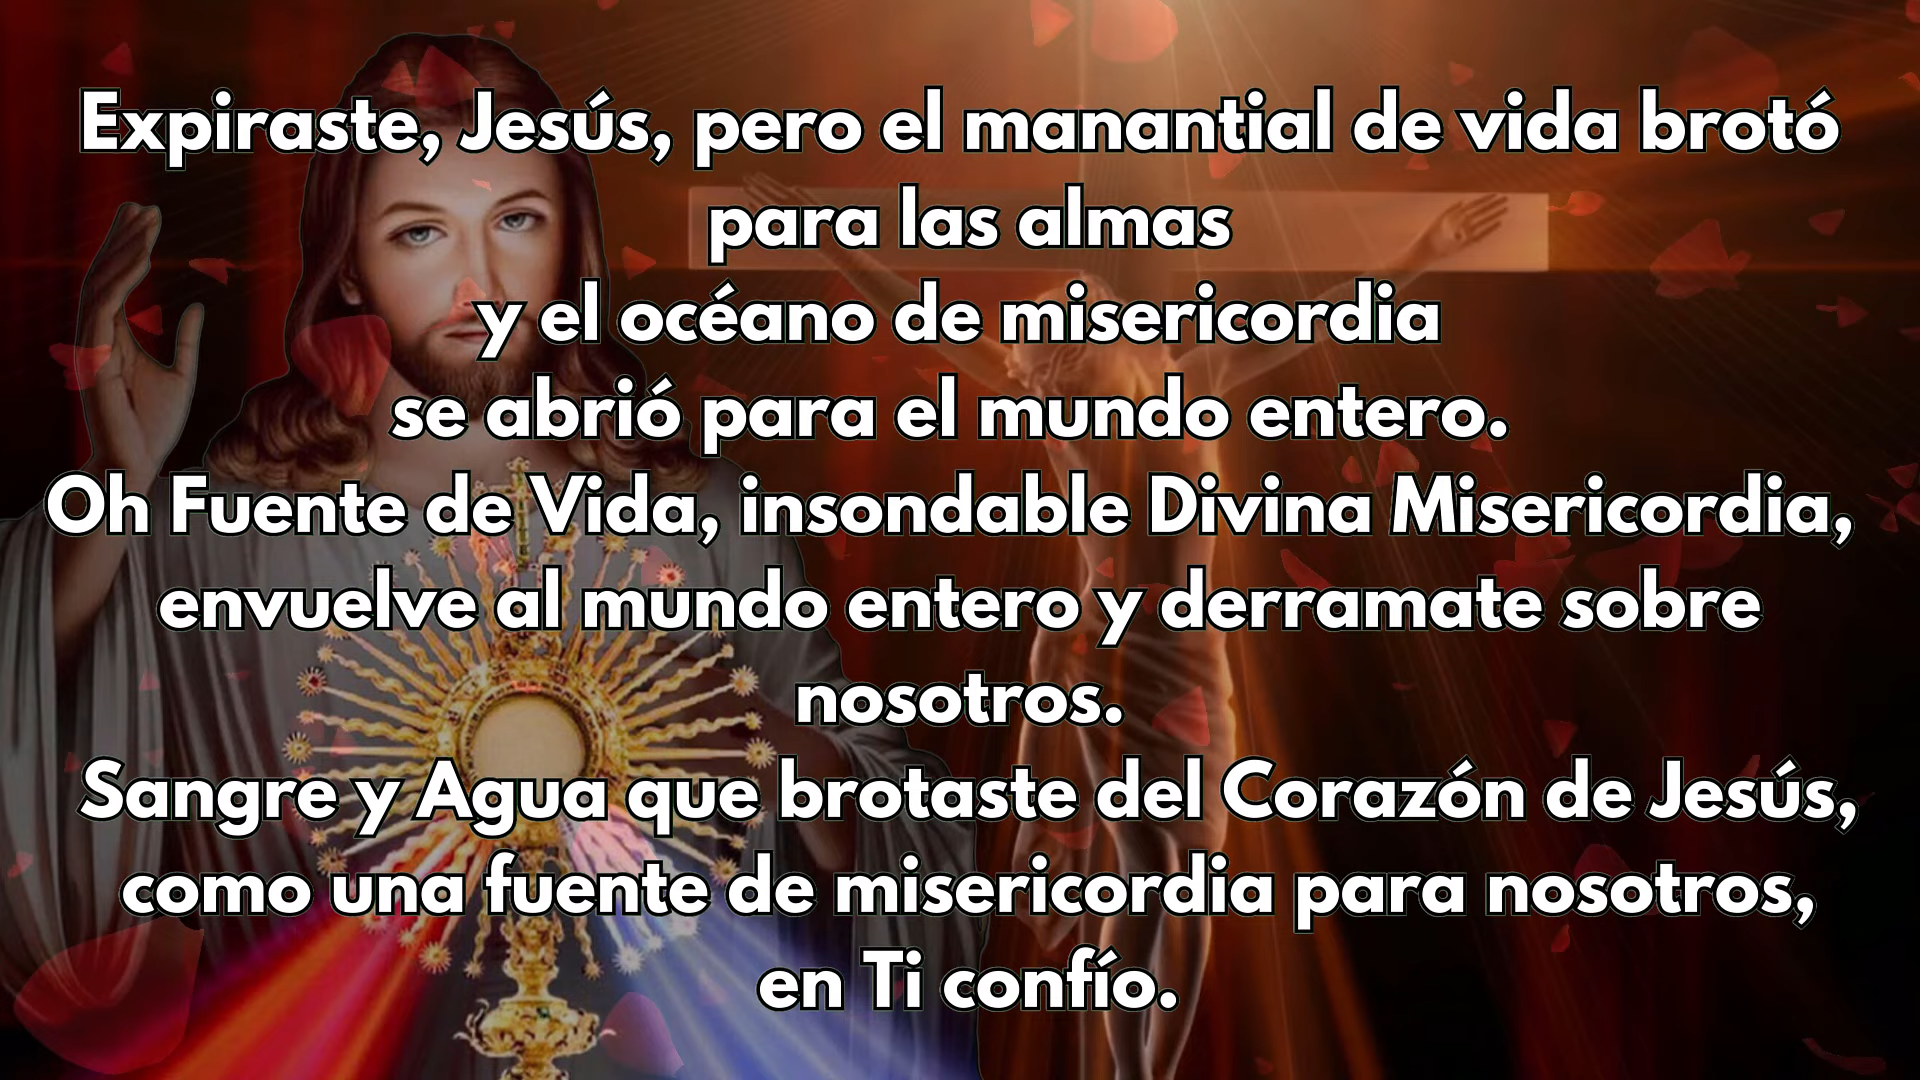 Expiraste, Jesús, pero el manantial de vida brotó
para las almas
y el océano de misericordia
se abrió para el mundo entero.
Oh Fuente de Vida, insondable Divina Misericordia,
envuelve al mundo entero y derramate sobre
nosotros.
Sangre y Agua que brotaste del Corazón de Jesús,
como una fuente de misericordia para nosotros,
en Ti confío.